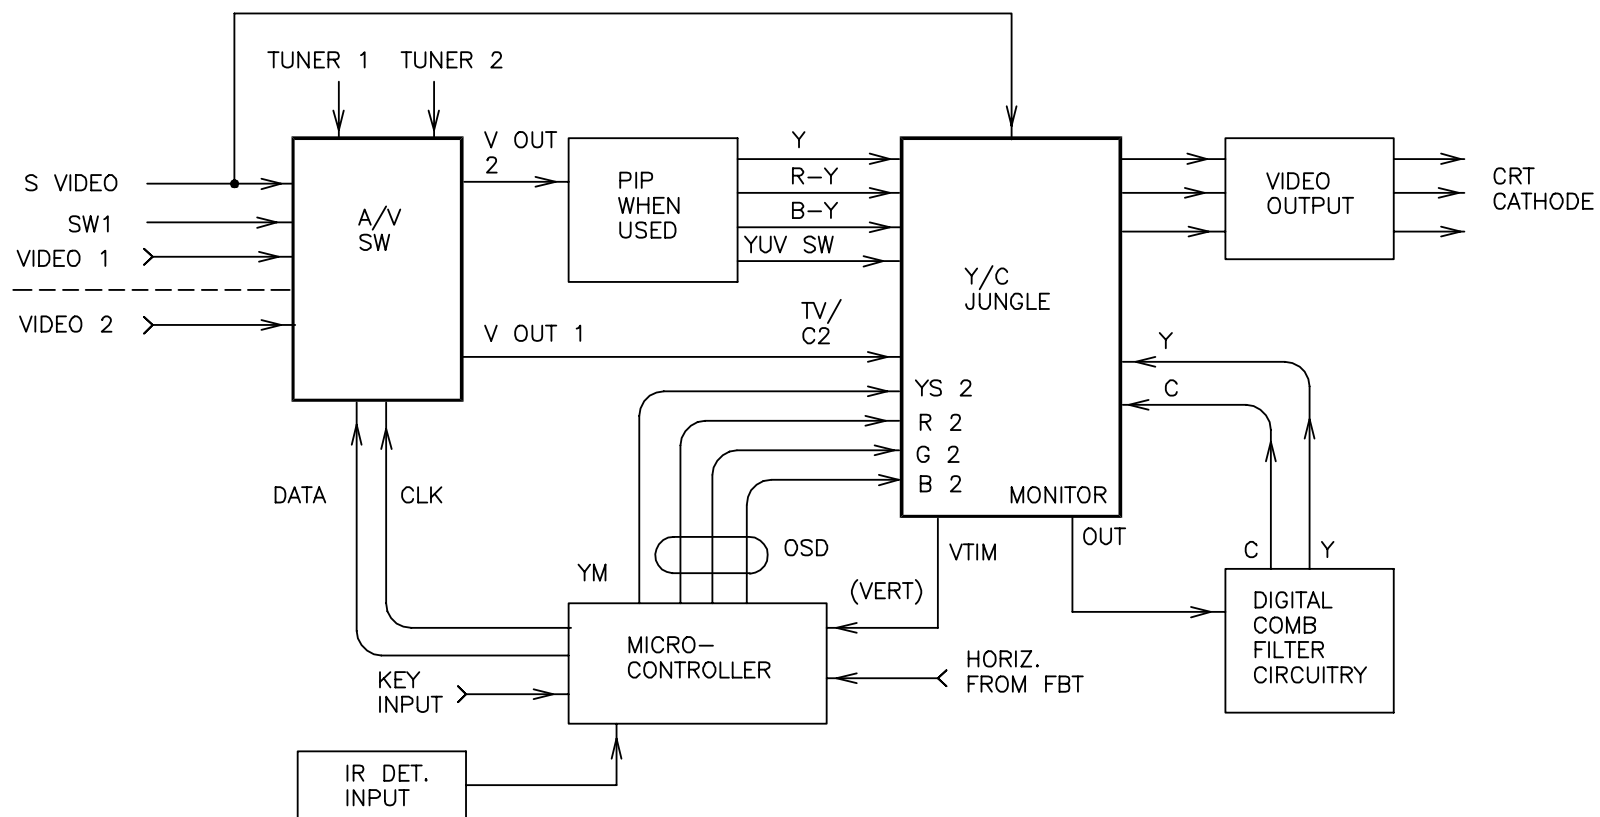 TUNER 1
TUNER 2
S VIDEO
SW1
VIDEO 1
VIDEO 2
A/V
SW
V OUT
2
PIP
WHEN
USED
Y
R-Y
B-Y
YUV SW
V OUT 1
TV/
C2
Y/C
JUNGLE
YS 2
R 2
G 2
B 2
MONITOR
OUT
VIDEO
OUTPUT
CRT
CATHODE
Y
C
C
Y
DIGITAL
COMB
FILTER
CIRCUITRY
DATA
CLK
YM
OSD
VTIM
(VERT)
MICRO-
CONTROLLER
HORIZ.
FROM FBT
KEY
INPUT
IR DET.
INPUT